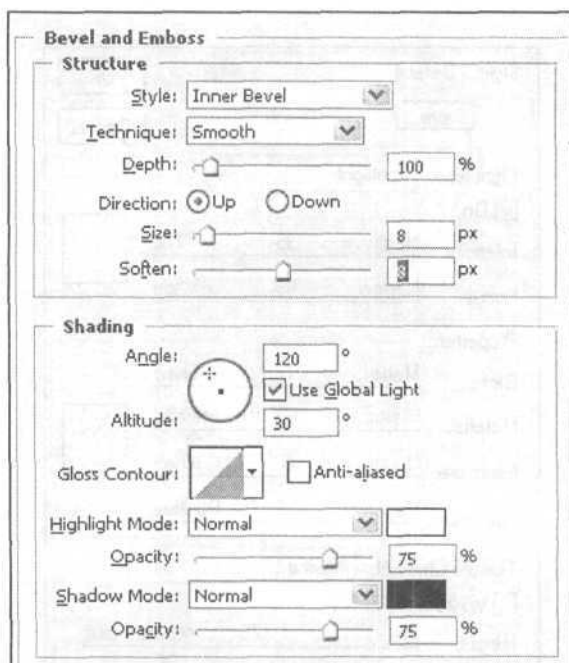 Bevel and Emboss
Structure
Style: Inner Bevel
Technique: Smooth
Depth: 100 %
Direction: Up Down
Size: 8 px
Soften: 8 px
Shading
Angle: 120 °
Use Global Light
Altitude: 30 °
Gloss Contour: Anti-aliased
Highlight Mode: Normal
Opacity: 75 %
Shadow Mode: Normal
Opacity: 75 %